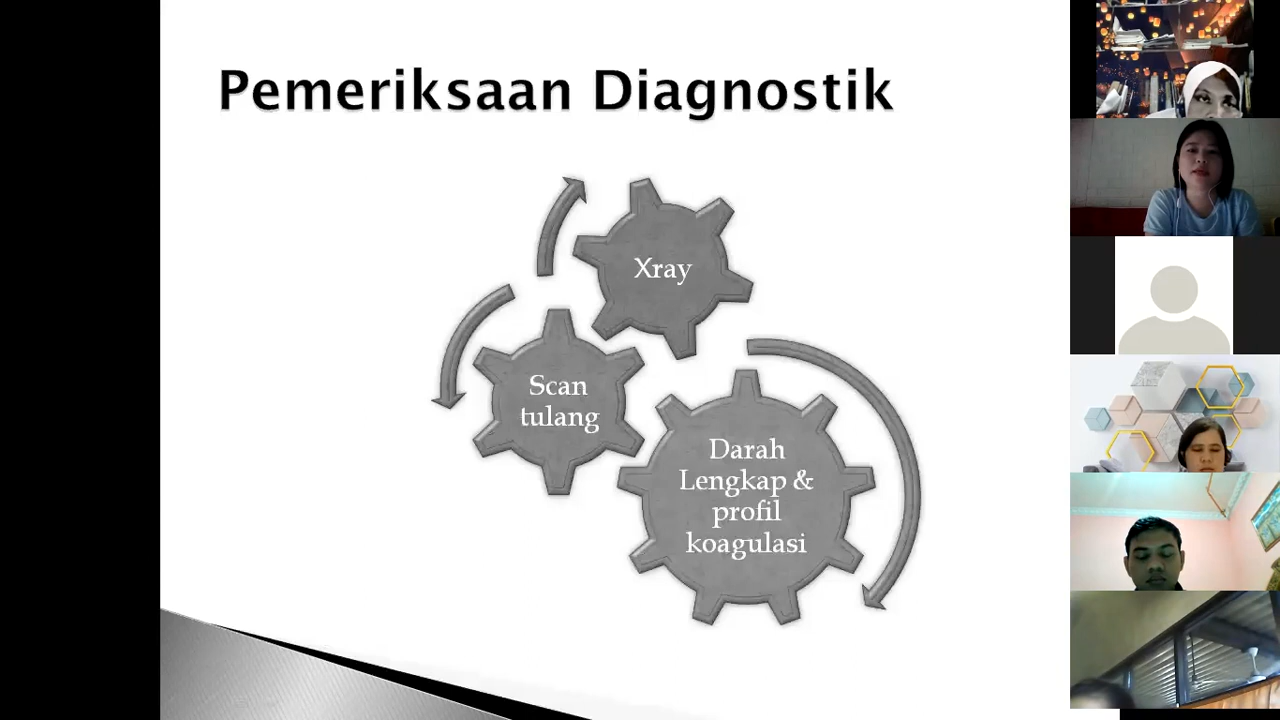 Pemeriksaan Diagnostik
Xray
Scan
tulang
Darah
Lengkap &
profil
koagulasi